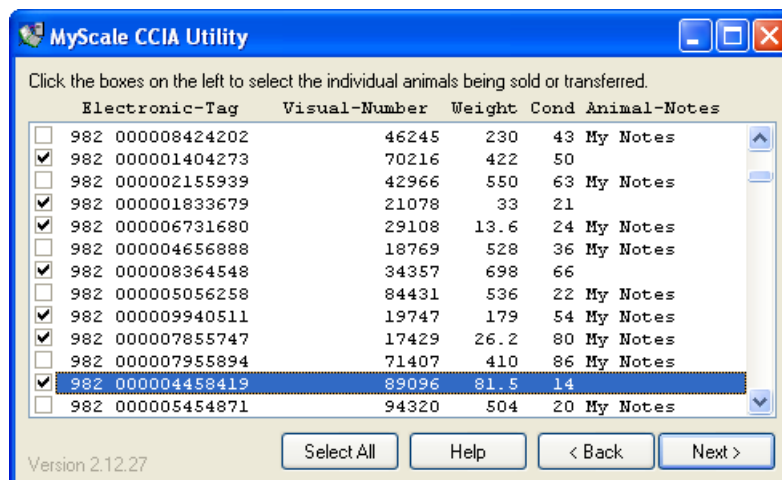 MyScale CCIA Utility
Click the boxes on the left to select the individual animals being sold or transferred.
Electronic-Tag Visual-Number Weight Cond Animal-Notes
982 000008424202 46245 230 43 My Notes
982 000001404273 70216 422 50
982 000002155939 42966 550 63 My Notes
982 000001833679 21078 33 21
982 000006731680 29108 13.6 24 My Notes
982 000004656888 18769 528 36 My Notes
982 000008364548 34357 698 66
982 000005056258 84431 536 22 My Notes
982 000009940511 19747 179 54 My Notes
982 000007855747 17429 26.2 80 My Notes
982 000007955894 71407 410 86 My Notes
982 000004458419 89096 81.5 14
982 000005454871 94320 504 20 My Notes
Version 2.12.27 Select All Help < Back Next >